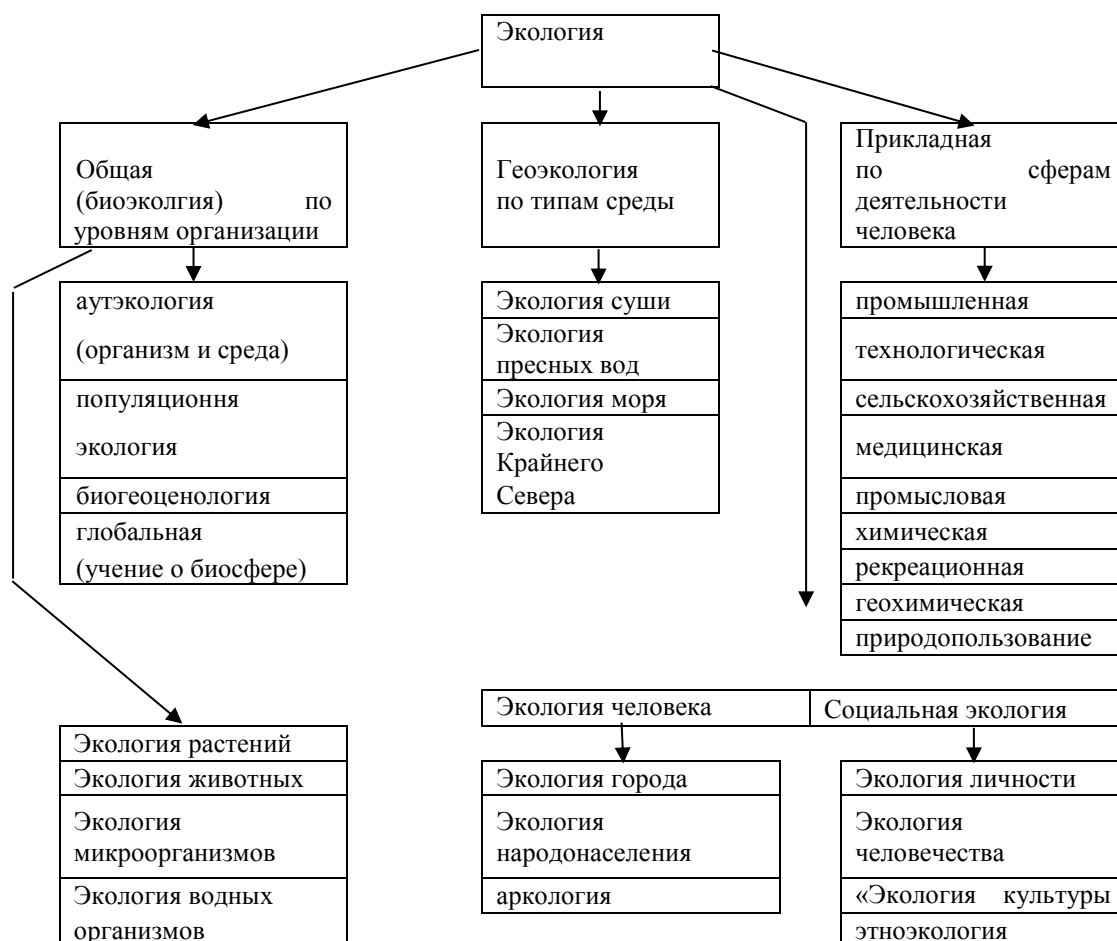 Экология
Общая
(биоэколгия) по
уровням организации
Геоэкология
по типам среды
Прикладная
по сферам
деятельности
человека
аутэкология
(организм и среда)
популяционня
экология
биогеоценология
глобальная
(учение о биосфере)
Экология суши
Экология
пресных вод
Экология моря
Экология
Крайнего
Севера
промышленная
технологическая
сельскохозяйственная
медицинская
промысловая
химическая
рекреационная
геохимическая
природопользование
Экология человека
Социальная экология
Экология растений
Экология животных
Экология
микроорганизмов
Экология водных
организмов
Экология города
Экология
народонаселения
аркология
Экология личности
Экология
человечества
«Экология культуры
этноэкология